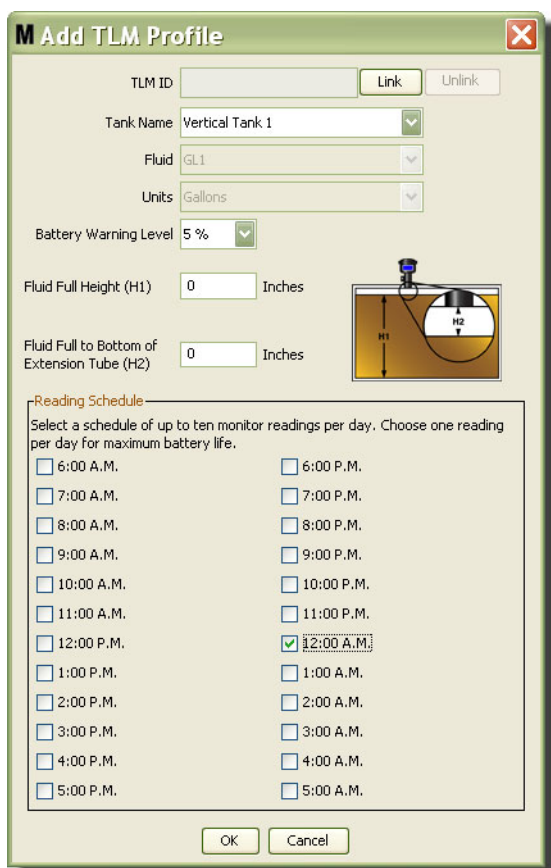 M Add TLM Profile
TLM ID Link Unlink
Tank Name Vertical Tank 1
Fluid GL1
Units Gallons
Battery Warning Level 5 %
Fluid Full Height (H1) 0 Inches
H1 H2
Fluid Full to Bottom of
Extension Tube (H2) 0 Inches
Reading Schedule
Select a schedule of up to ten monitor readings per day. Choose one reading
per day for maximum battery life.
6:00 A.M. 6:00 P.M.
7:00 A.M. 7:00 P.M.
8:00 A.M. 8:00 P.M.
9:00 A.M. 9:00 P.M.
10:00 A.M. 10:00 P.M.
11:00 A.M. 11:00 P.M.
12:00 P.M. 12:00 A.M.
1:00 P.M. 1:00 A.M.
2:00 P.M. 2:00 A.M.
3:00 P.M. 3:00 A.M.
4:00 P.M. 4:00 A.M.
5:00 P.M. 5:00 A.M.
OK Cancel